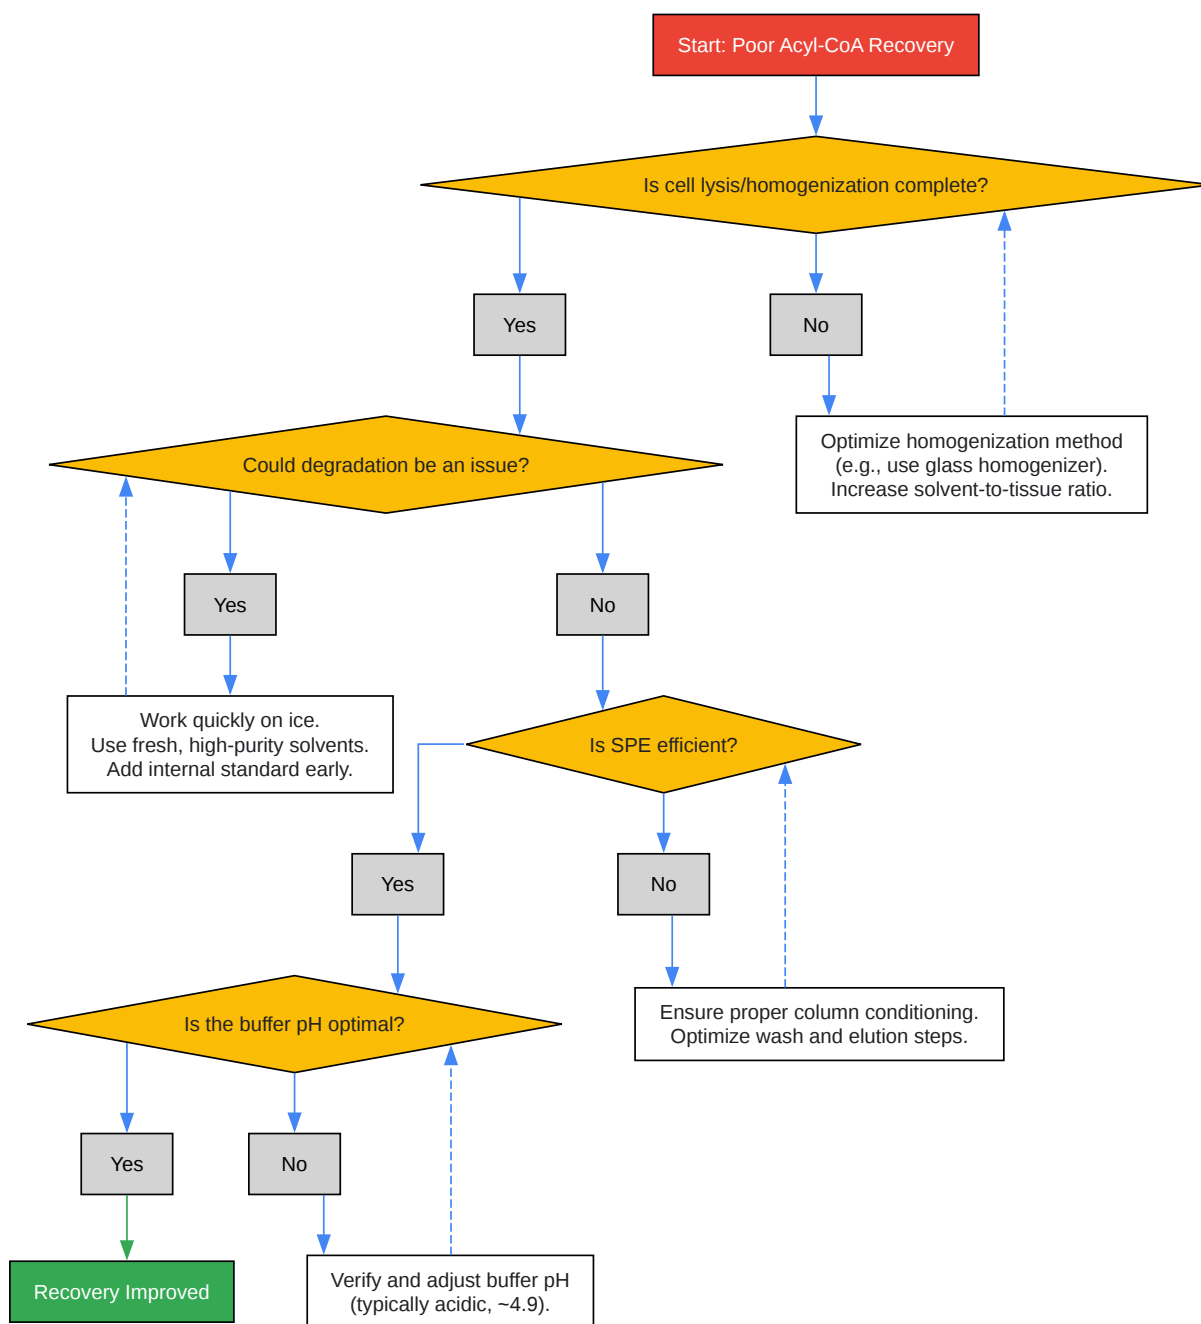 Start: Poor Acyl-CoA Recovery
Is cell lysis/homogenization complete?
Yes
No
Could degradation be an issue?
Optimize homogenization method
(e.g., use glass homogenizer).
Increase solvent-to-tissue ratio.
Yes
No
Work quickly on ice.
Use fresh, high-purity solvents.
Add internal standard early.
Is SPE efficient?
Yes
No
Is the buffer pH optimal?
Ensure proper column conditioning.
Optimize wash and elution steps.
Yes
No
Recovery Improved
Verify and adjust buffer pH
(typically acidic, ~4.9).